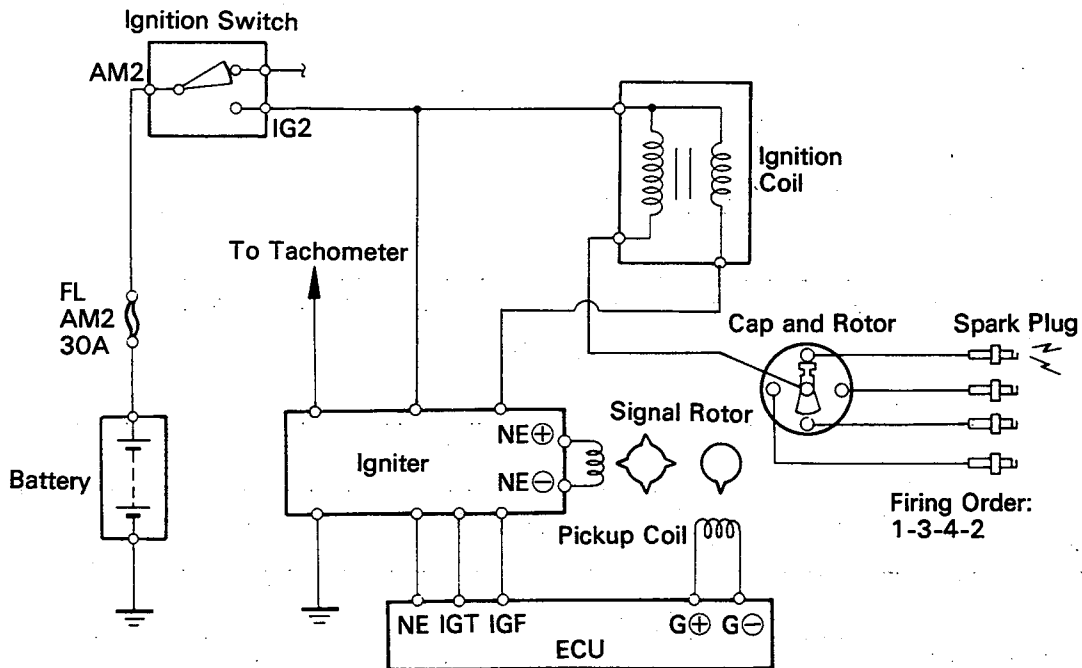 Ignition Switch
AM2
IG2
Ignition
Coil
To Tachometer
FL
AM2
30A
Cap and Rotor
Spark Plug
Signal Rotor
NE⊕
Igniter
NE⊖
Battery
Firing Order:
1-3-4-2
Pickup Coil
NE IGT IGF G⊕ G⊖
ECU